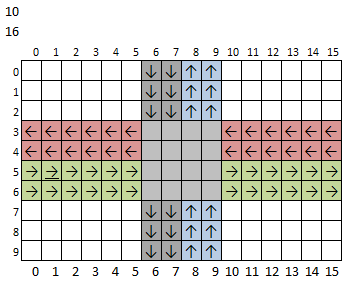 10
16
0 1 2 3 4 5 6 7 8 9 10 11 12 13 14 15
0 ↓ ↓ ↑ ↑
1 ↓ ↓ ↑ ↑
2 ↓ ↓ ↑ ↑
3 ← ← ← ← ← ← ← ← ← ← ← ←
4 ← ← ← ← ← ← ← ← ← ← ← ←
5 → → → → → → → → → → → →
6 → → → → → → → → → → → →
7 ↓ ↓ ↑ ↑
8 ↓ ↓ ↑ ↑
9 ↓ ↓ ↑ ↑
0 1 2 3 4 5 6 7 8 9 10 11 12 13 14 15